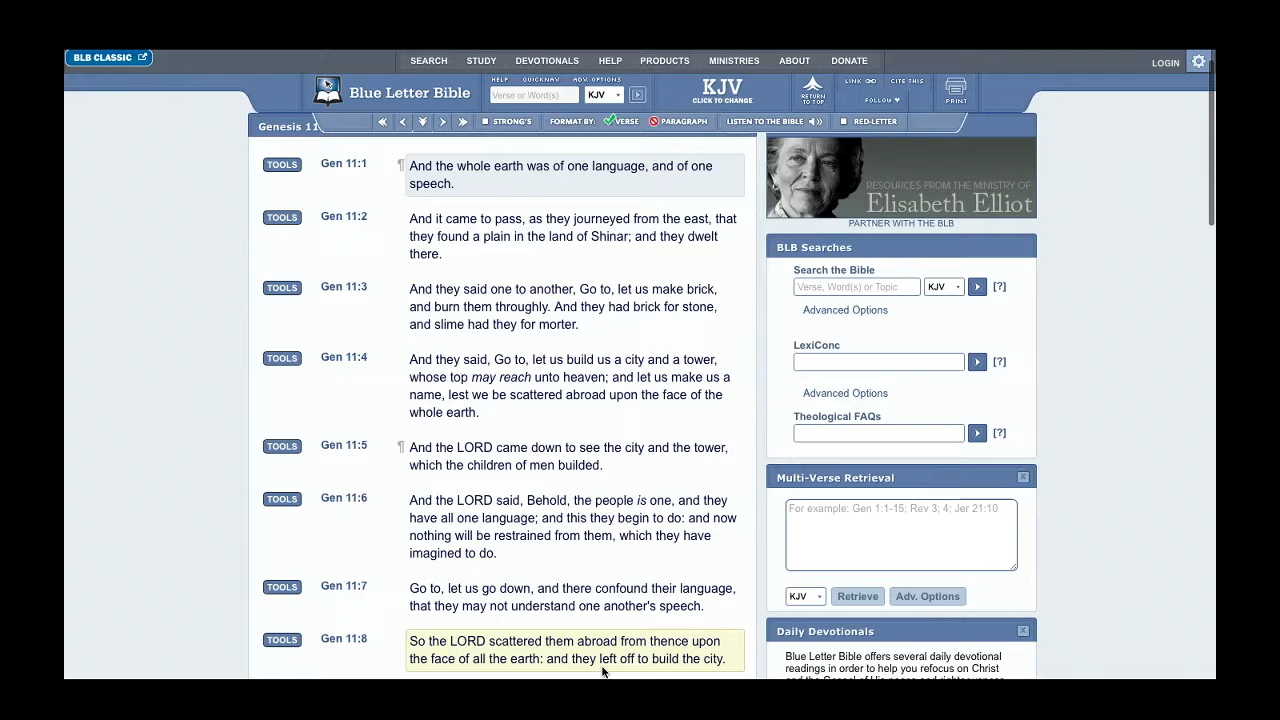 BLB CLASSIC
SEARCH STUDY DEVOTIONALS HELP PRODUCTS MINISTRIES ABOUT DONATE
LOGIN
Blue Letter Bible
HELP QUICKNAV ADV. OPTIONS
Verse or Word(s) KJV
KJV
CLICK TO CHANGE
RETURN
TO TOP
LINK CITE THIS
FOLLOW
PRINT
Genesis 11
STRONG'S FORMAT BY: VERSE PARAGRAPH LISTEN TO THE BIBLE RED-LETTER
TOOLS Gen 11:1 ¶ And the whole earth was of one language, and of one
speech.
TOOLS Gen 11:2 And it came to pass, as they journeyed from the east, that
they found a plain in the land of Shinar; and they dwelt
there.
TOOLS Gen 11:3 And they said one to another, Go to, let us make brick,
and burn them throughly. And they had brick for stone,
and slime had they for morter.
TOOLS Gen 11:4 And they said, Go to, let us build us a city and a tower,
whose top may reach unto heaven; and let us make us a
name, lest we be scattered abroad upon the face of the
whole earth.
TOOLS Gen 11:5 ¶ And the LORD came down to see the city and the tower,
which the children of men builded.
TOOLS Gen 11:6 And the LORD said, Behold, the people is one, and they
have all one language; and this they begin to do: and now
nothing will be restrained from them, which they have
imagined to do.
TOOLS Gen 11:7 Go to, let us go down, and there confound their language,
that they may not understand one another's speech.
TOOLS Gen 11:8 So the LORD scattered them abroad from thence upon
the face of all the earth: and they left off to build the city.
RESOURCES FROM THE MINISTRY OF
Elisabeth Elliot
PARTNER WITH THE BLB
BLB Searches
Search the Bible
Verse, Word(s) or Topic KJV [?]
Advanced Options
LexiConc
[?]
Advanced Options
Theological FAQs
[?]
Multi-Verse Retrieval
For example: Gen 1:1-15; Rev 3; 4; Jer 21:10
KJV Retrieve Adv. Options
Daily Devotionals
Blue Letter Bible offers several daily devotional
readings in order to help you refocus on Christ